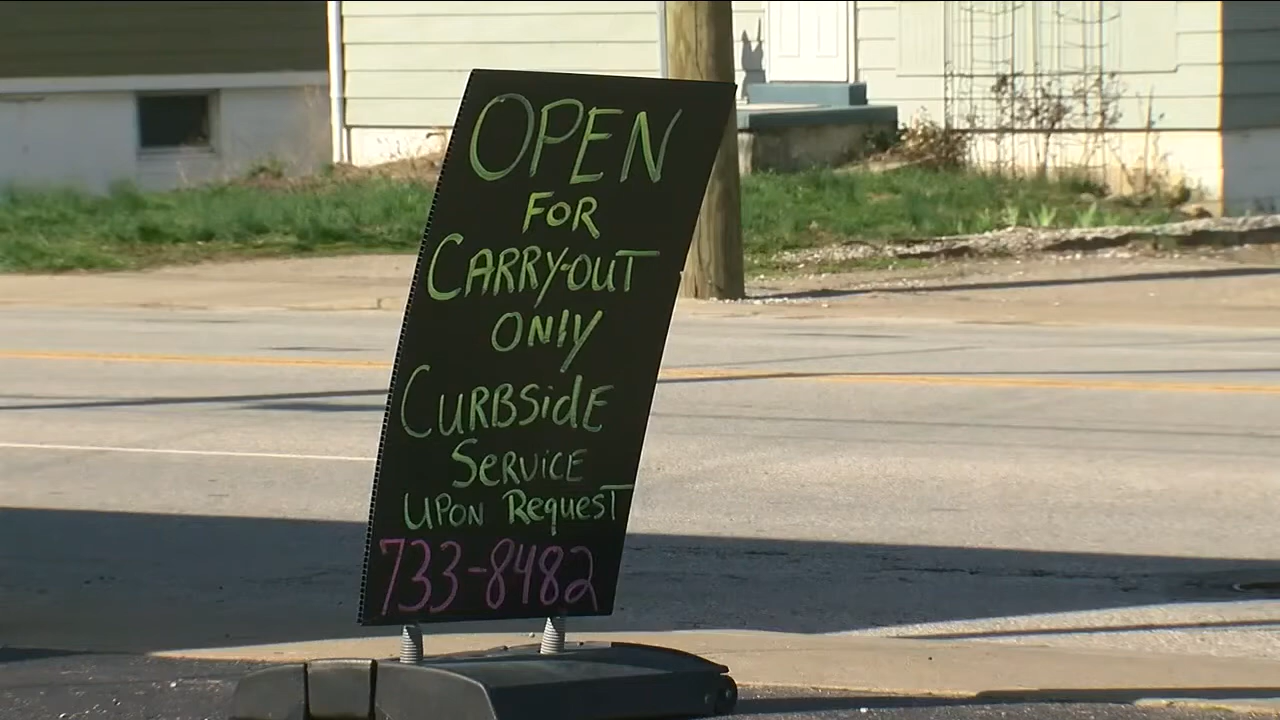 OPEN
FOR
CARRY-OUT
ONLY
CURBSidE
SERVICE
UPON REQUEST
733-8482